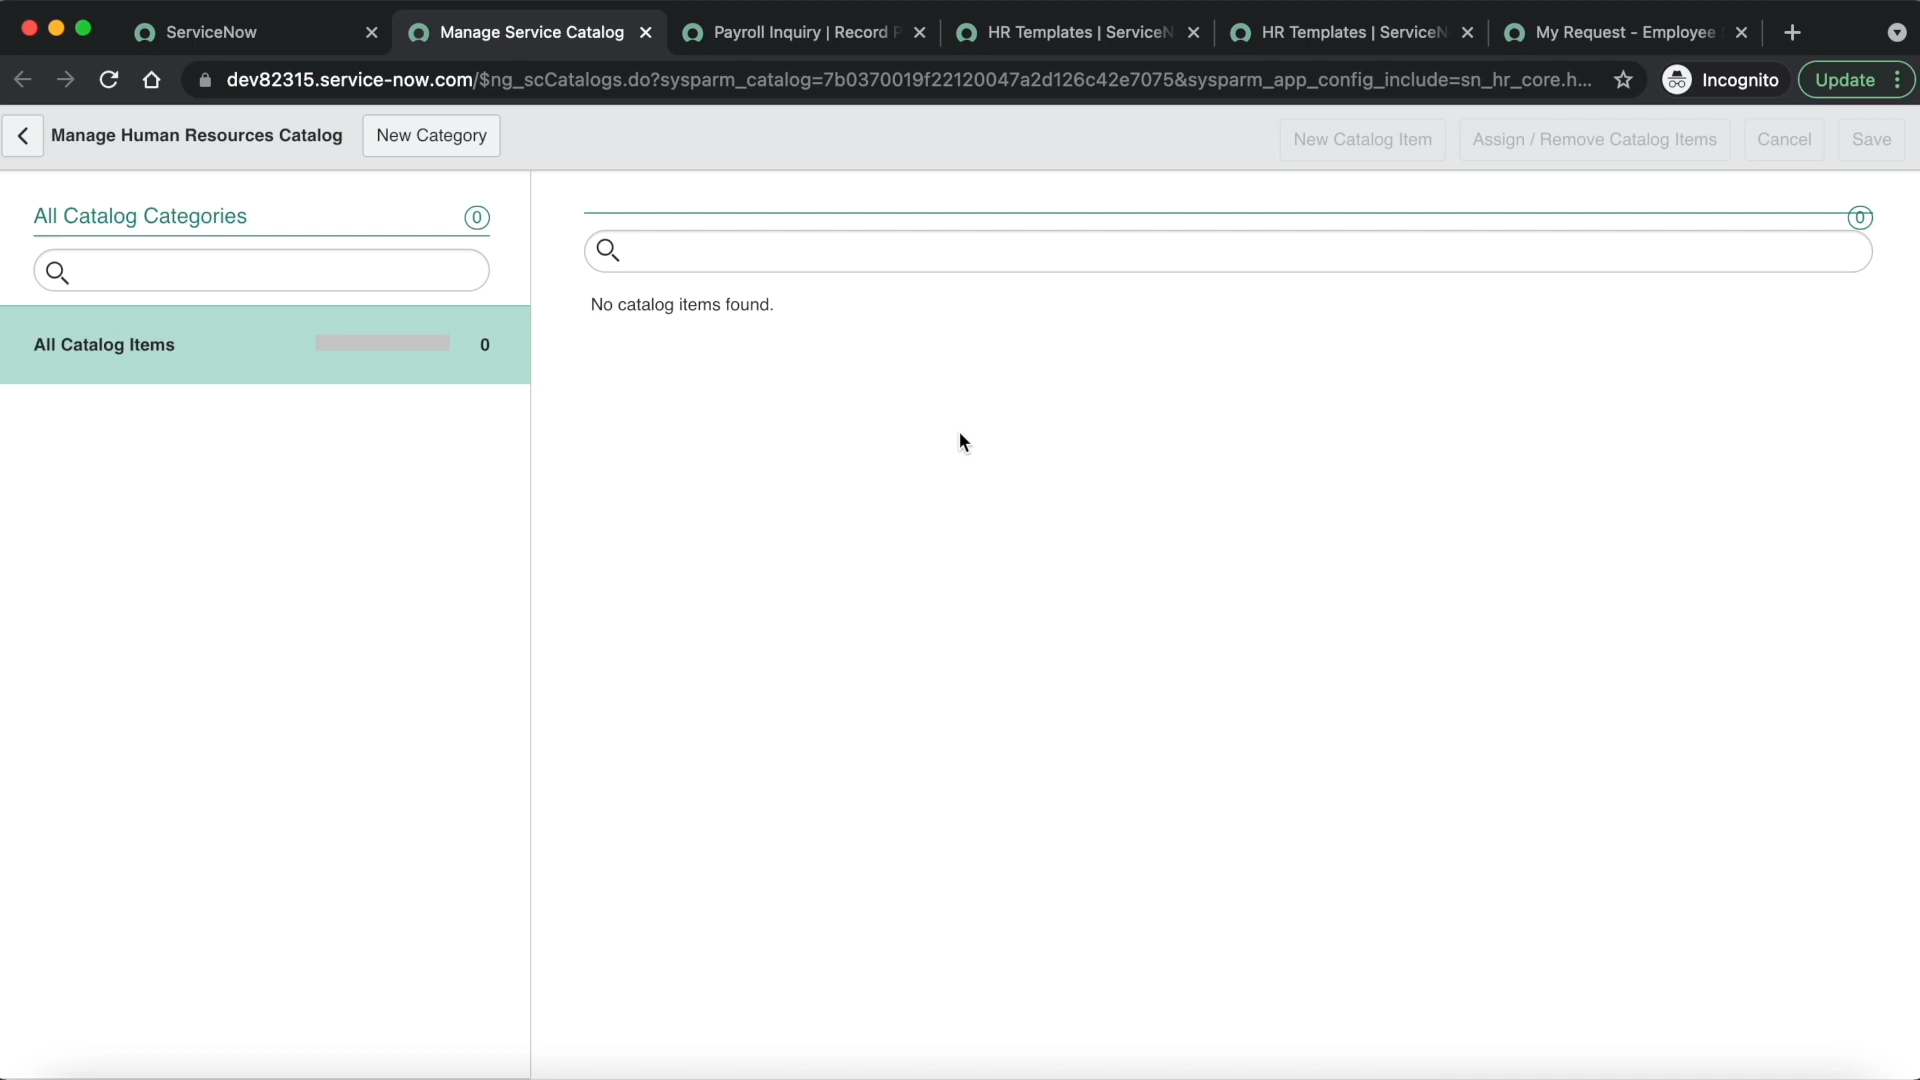 ServiceNow
Manage Service Catalog
Payroll Inquiry | Record
HR Templates | ServiceN
HR Templates | ServiceN
My Request - Employee
dev82315.service-now.com/$ng_scCatalogs.do?sysparm_catalog=7b0370019f22120047a2d126c42e7075&sysparm_app_config_include=sn_hr_core.h...
Incognito
Update
Manage Human Resources Catalog
New Category
New Catalog Item
Assign / Remove Catalog Items
Cancel
Save
All Catalog Categories
0
0
No catalog items found.
All Catalog Items
0